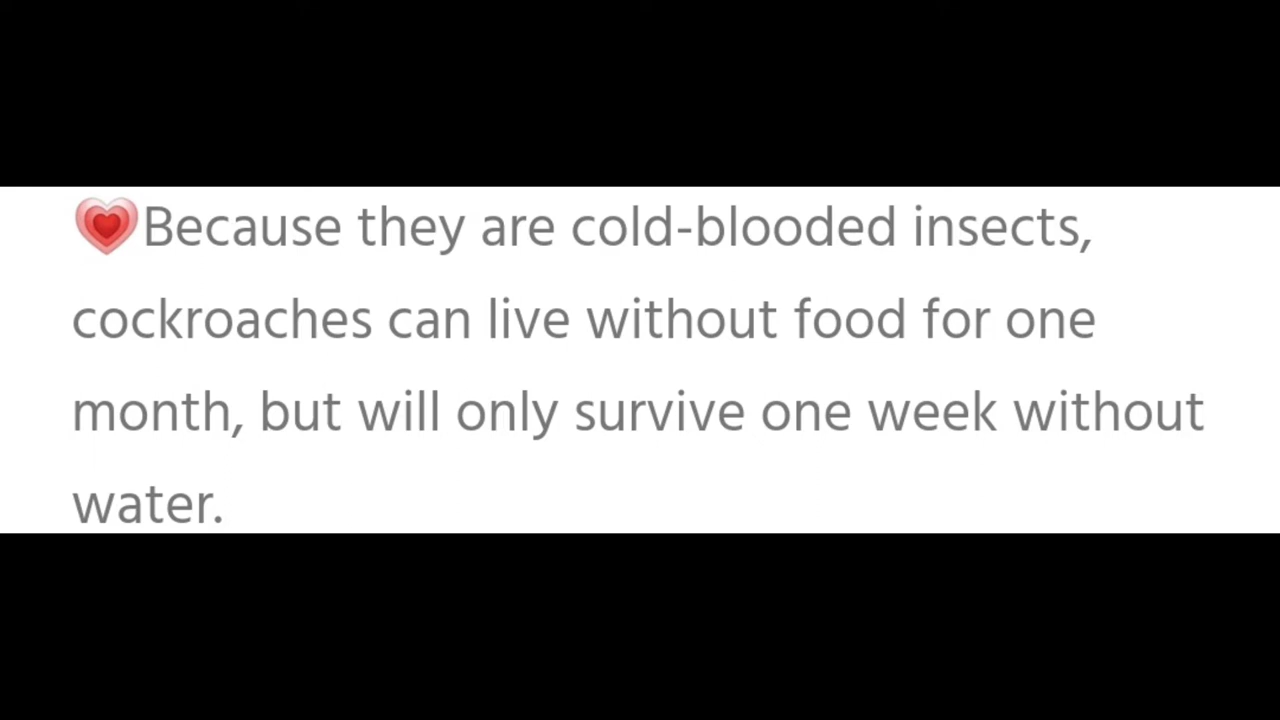 💗Because they are cold-blooded insects,
cockroaches can live without food for one
month, but will only survive one week without
water.